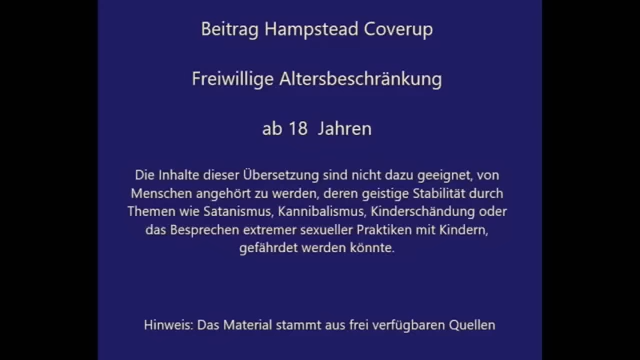 Beitrag Hampstead Coverup
Freiwillige Altersbeschränkung
ab 18 Jahren
Die Inhalte dieser Übersetzung sind nicht dazu geeignet, von
Menschen angehört zu werden, deren geistige Stabilität durch
Themen wie Satanismus, Kannibalismus, Kinderschändung oder
das Besprechen extremer sexueller Praktiken mit Kindern,
gefährdet werden könnte.
Hinweis: Das Material stammt aus frei verfügbaren Quellen